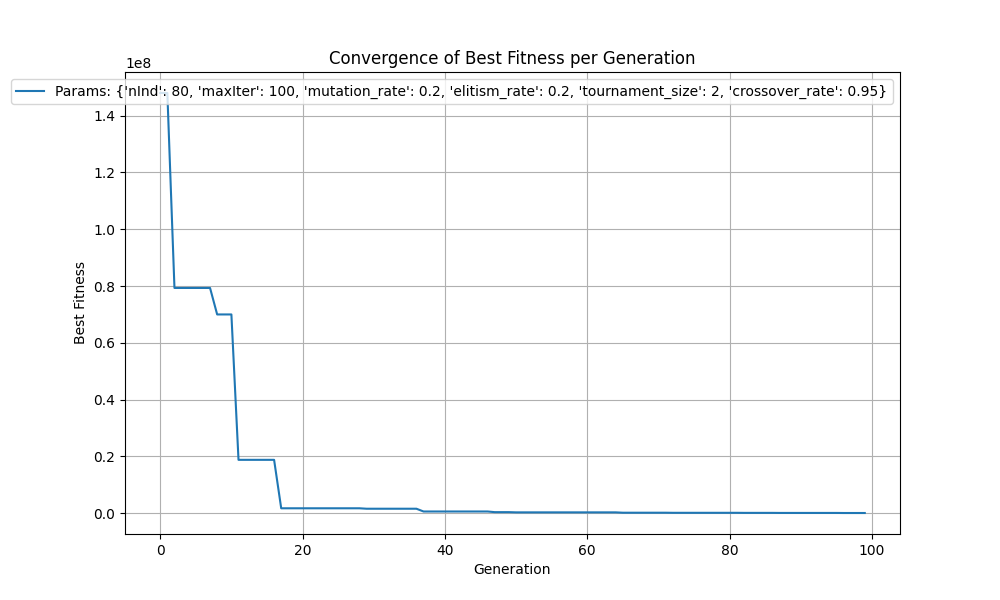 Convergence of Best Fitness per Generation
1e8
Params: {'nInd': 80, 'maxIter': 100, 'mutation_rate': 0.2, 'elitism_rate': 0.2, 'tournament_size': 2, 'crossover_rate': 0.95}
1.4
1.2
1.0
0.8
0.6
0.4
0.2
0.0
Best Fitness
0 20 40 60 80 100
Generation